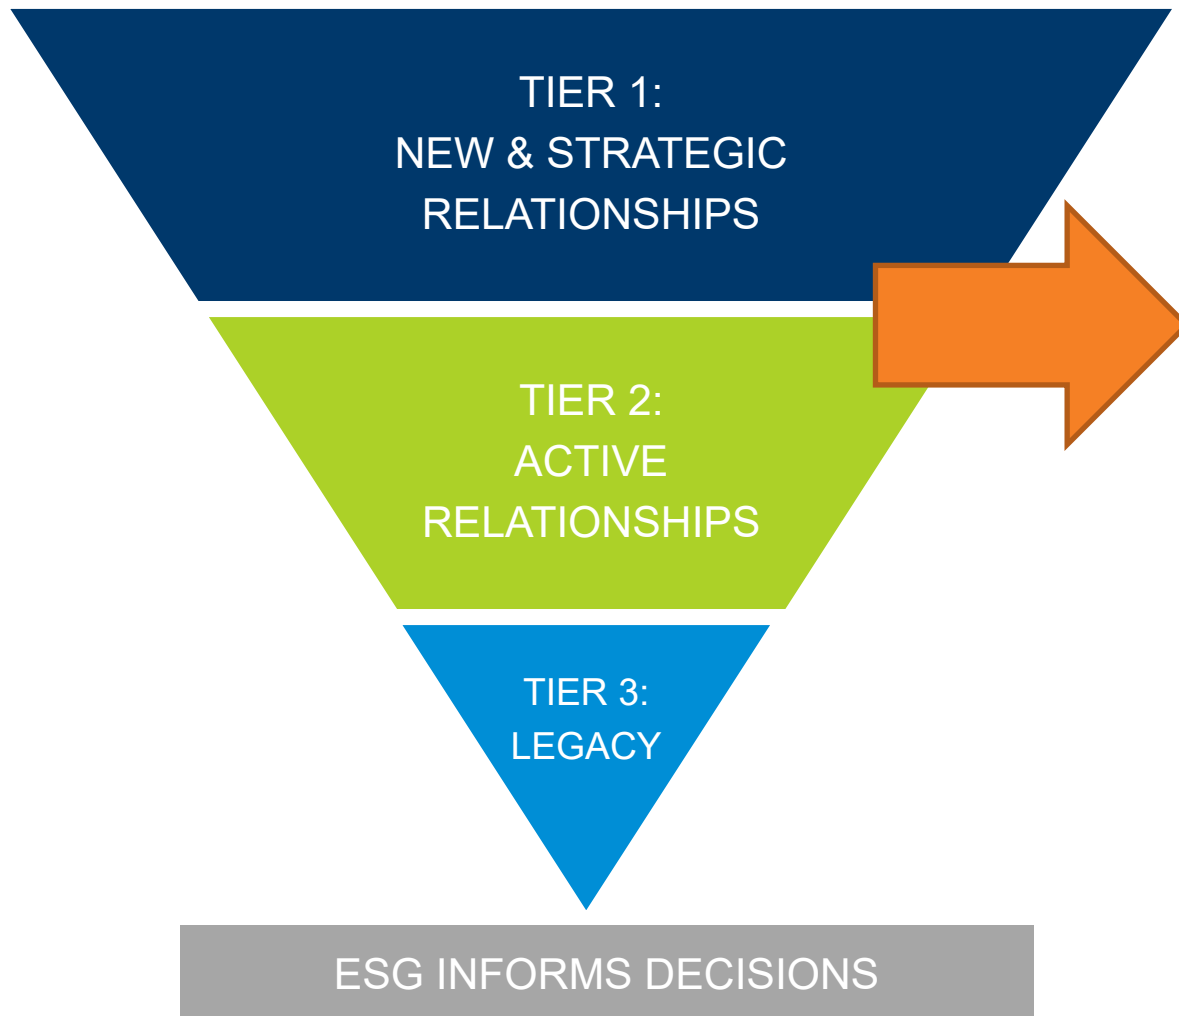 TIER 1:
NEW & STRATEGIC
RELATIONSHIPS
TIER 2:
ACTIVE
RELATIONSHIPS
TIER 3:
LEGACY
ESG INFORMS DECISIONS